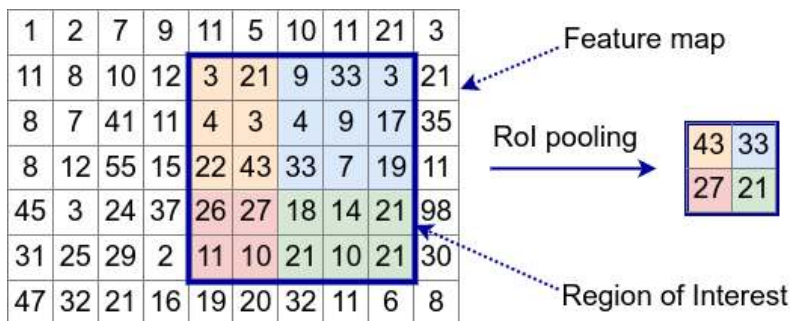 1 2 7 9 11 5 10 11 21 3
Feature map
11 8 10 12 3 21 9 33 3 21
8 7 41 11 4 3 4 9 17 35
RoI pooling
43 33
8 12 55 15 22 43 33 7 19 11
27 21
45 3 24 37 26 27 18 14 21 98
31 25 29 2 11 10 21 10 21 30
Region of Interest
47 32 21 16 19 20 32 11 6 8